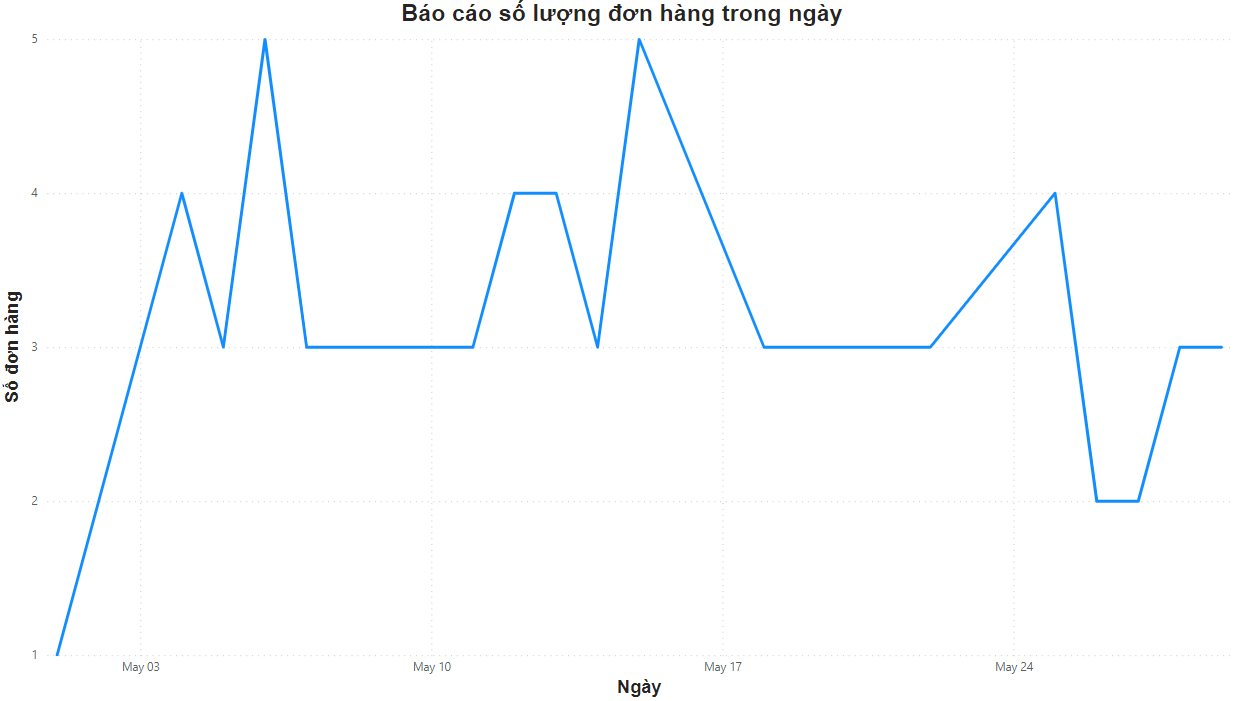 Báo cáo số lượng đơn hàng trong ngày
5
4
3
2
1
Số đơn hàng
May 03
May 10
May 17
May 24
Ngày